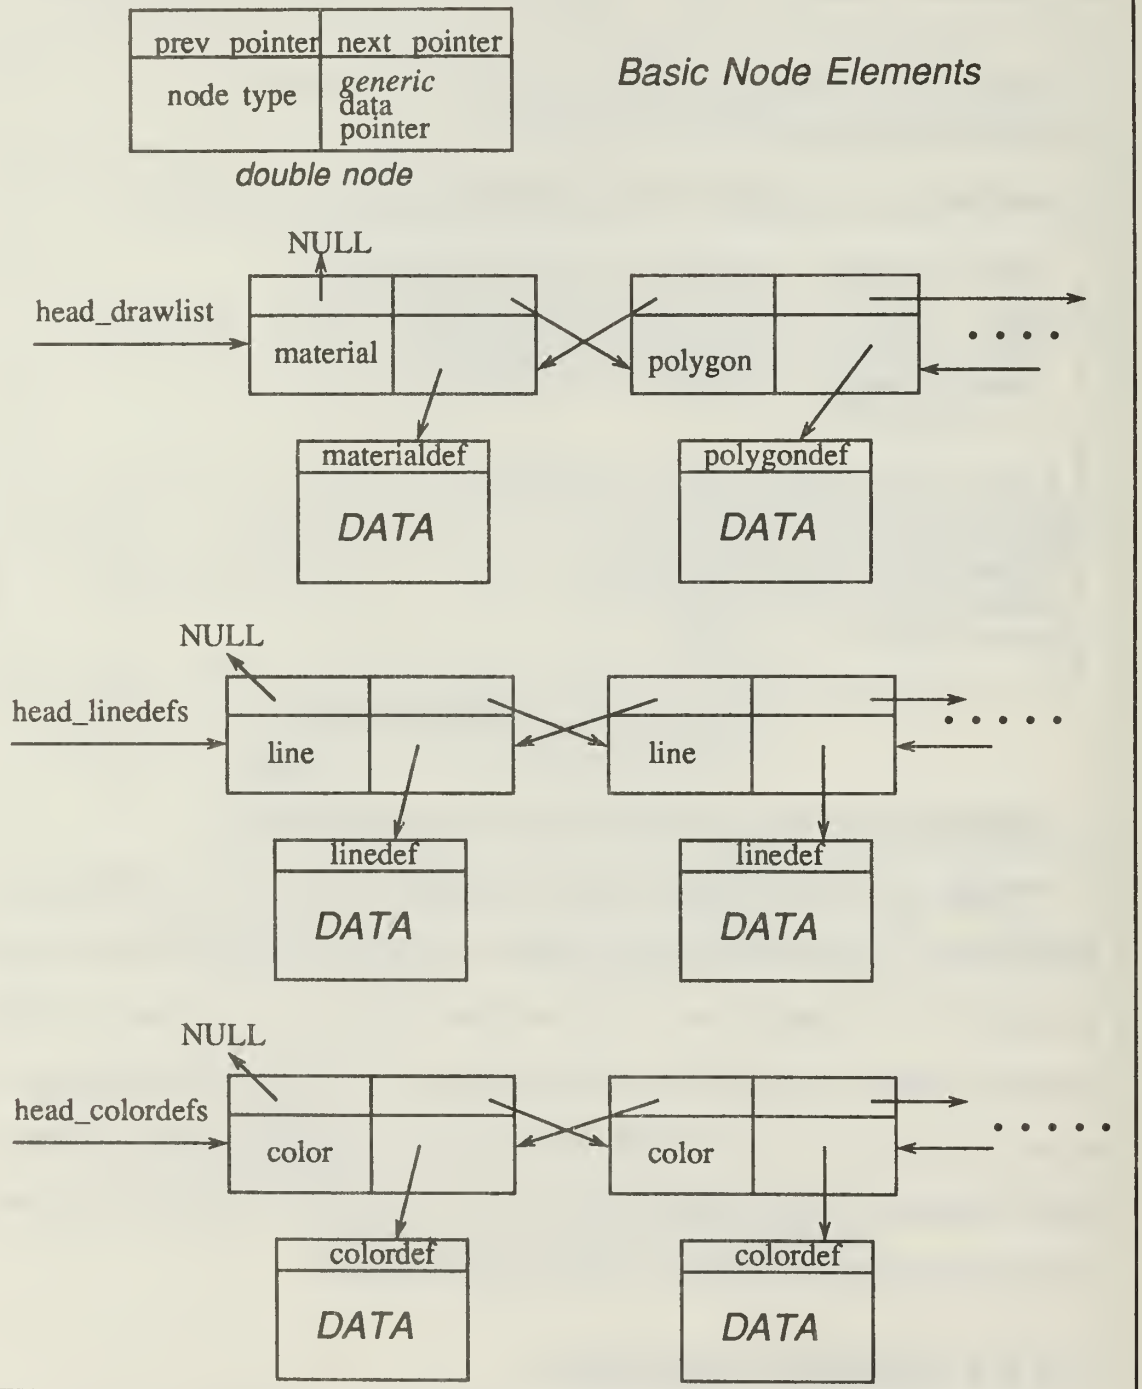 prev pointer next pointer
Basic Node Elements
node type
generic
data
pointer
double node
NULL
head_drawlist
material
polygon
materialdef
polygondef
DATA
DATA
NULL
head_linedefs
line
line
linedef
linedef
DATA
DATA
NULL
head_colordefs
color
color
colordef
colordef
DATA
DATA